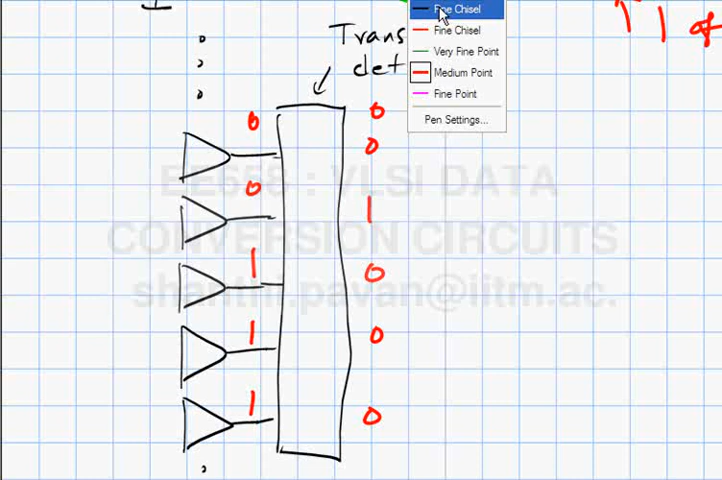 Fine Chisel
Fine Chisel
Very Fine Point
Medium Point
Fine Point
Pen Settings...
Trans
det
0
0
0
0
1
1
0
1
0
1
0
EE658 : VLSI DATA
CONVERSION CIRCUITS
shanthi.pavan@iitm.ac.